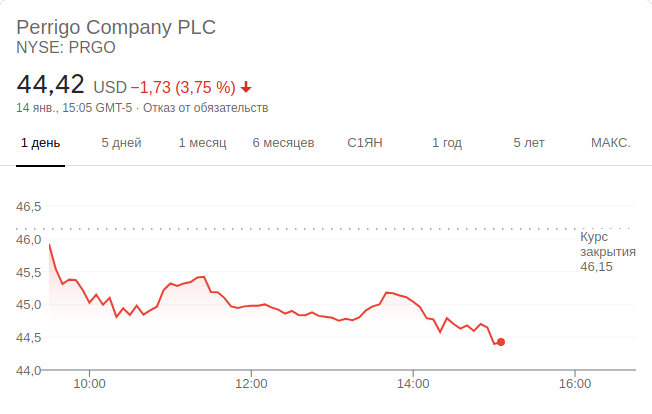 Perrigo Company PLC
NYSE: PRGO
44,42 USD −1,73 (3,75 %)
14 янв., 15:05 GMT-5 · Отказ от обязательств
1 день 5 дней 1 месяц 6 месяцев С1ЯН 1 год 5 лет МАКС.
46,5
46,0
45,5
45,0
44,5
44,0
Курс
закрытия
46,15
10:00 12:00 14:00 16:00